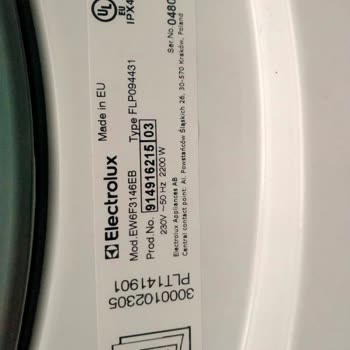 Electrolux
Made in EU
Mod.EW6F3146EB
Type FLP094431
Prod.No. 914916215 03
230V ~50 Hz 2200 W
Electrolux Appliances AB
Central contact point: Al. Powstańców Śląskich 26, 30-570 Kraków, Poland
UL
EU
IPX4
Ser.No. 0480
3000102305
PLT141901